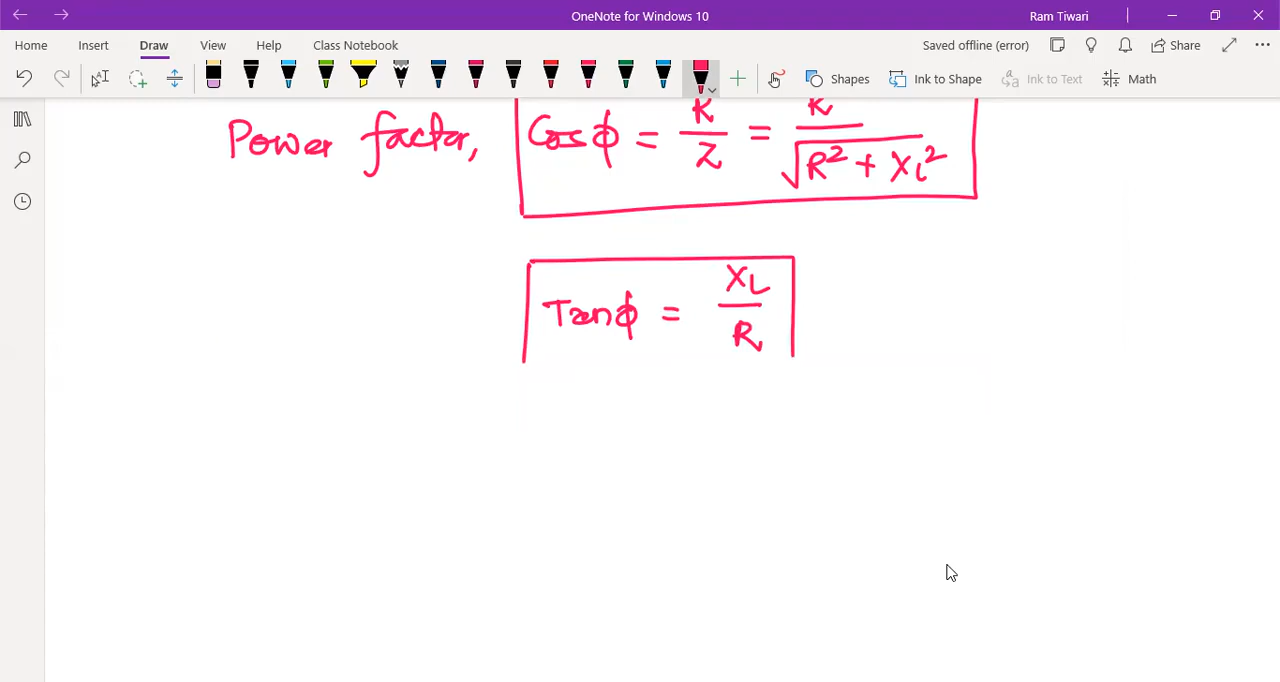 OneNote for Windows 10
Ram Tiwari
Home Insert Draw View Help Class Notebook
Saved offline (error) Share
Shapes Ink to Shape Ink to Text Math
Power factor, Cosϕ = R/Z = R/√(R² + XL²)
Tanϕ = XL/R